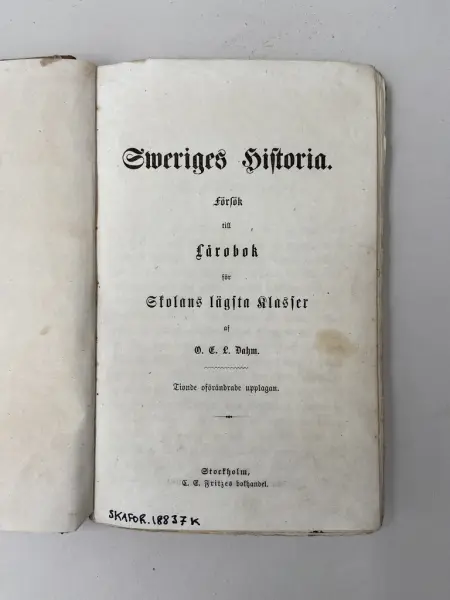 Sweriges Historia.
Försök
till
Lärobok
för
Skolans lägsta Klasser
af
O. E. L. Dahm.
Tionde oförändrade upplagan.
Stockholm,
C. E. Fritzes bokhandel.
SKAFOR.18837K